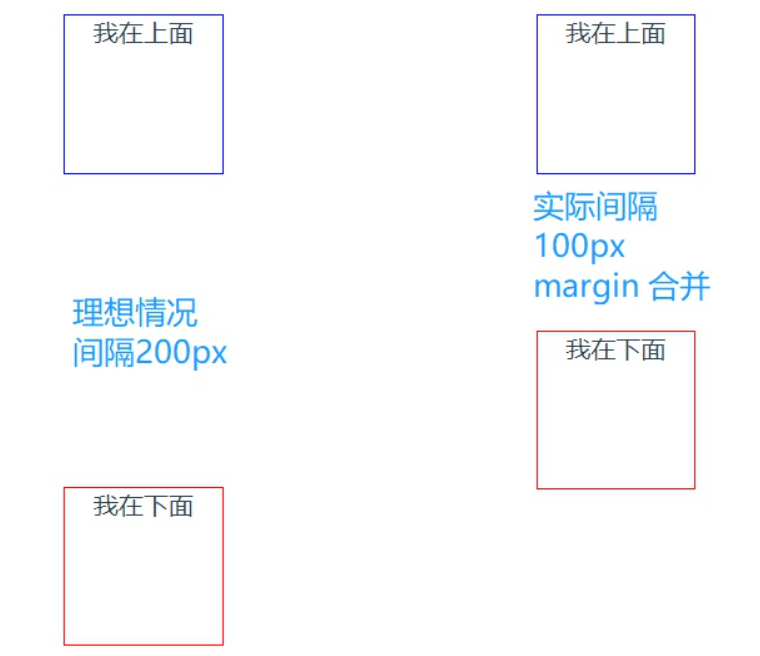 我在上面
理想情况
间隔200px
我在下面
我在上面
实际间隔
100px
margin 合并
我在下面